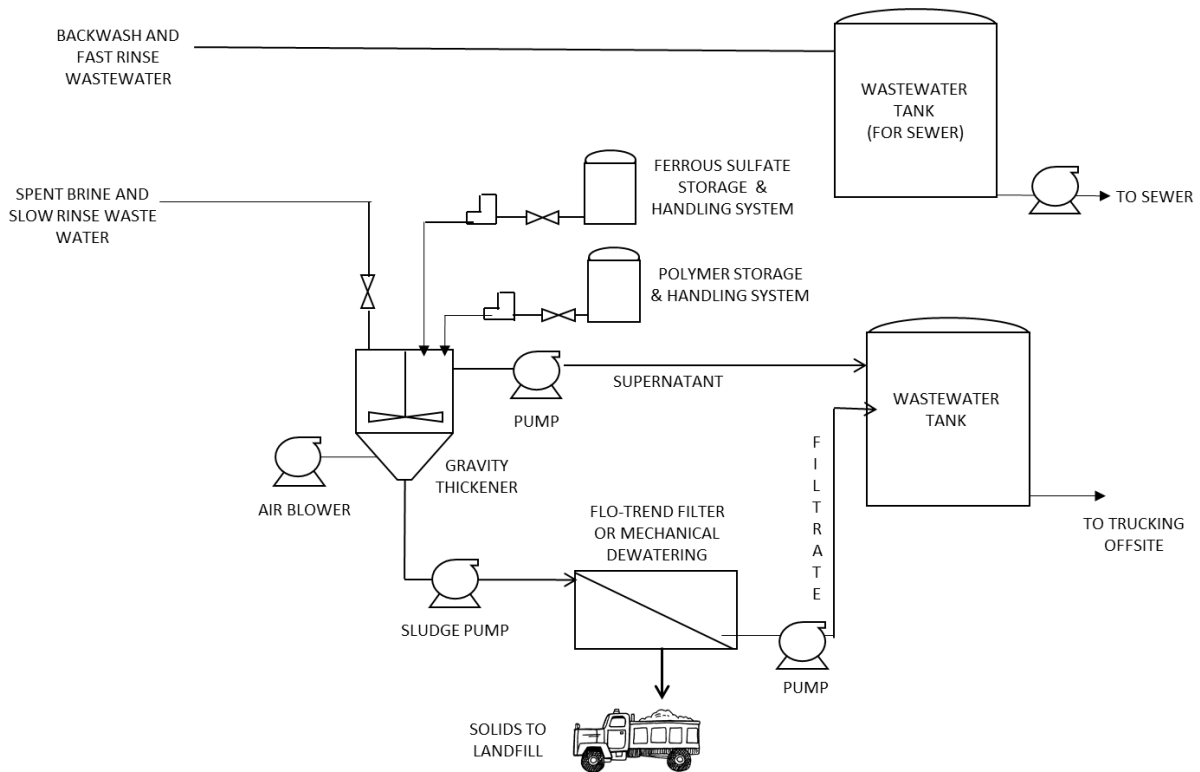 BACKWASH AND
FAST RINSE
WASTEWATER
WASTEWATER
TANK
(FOR SEWER)
TO SEWER
FERROUS SULFATE
STORAGE &
HANDLING SYSTEM
SPENT BRINE AND
SLOW RINSE WASTE
WATER
POLYMER STORAGE
& HANDLING SYSTEM
SUPERNATANT
PUMP
WASTEWATER
TANK
GRAVITY
THICKENER
AIR BLOWER
FILTRATE
TO TRUCKING
OFFSITE
FLO-TREND FILTER
OR MECHANICAL
DEWATERING
SLUDGE PUMP
PUMP
SOLIDS TO
LANDFILL